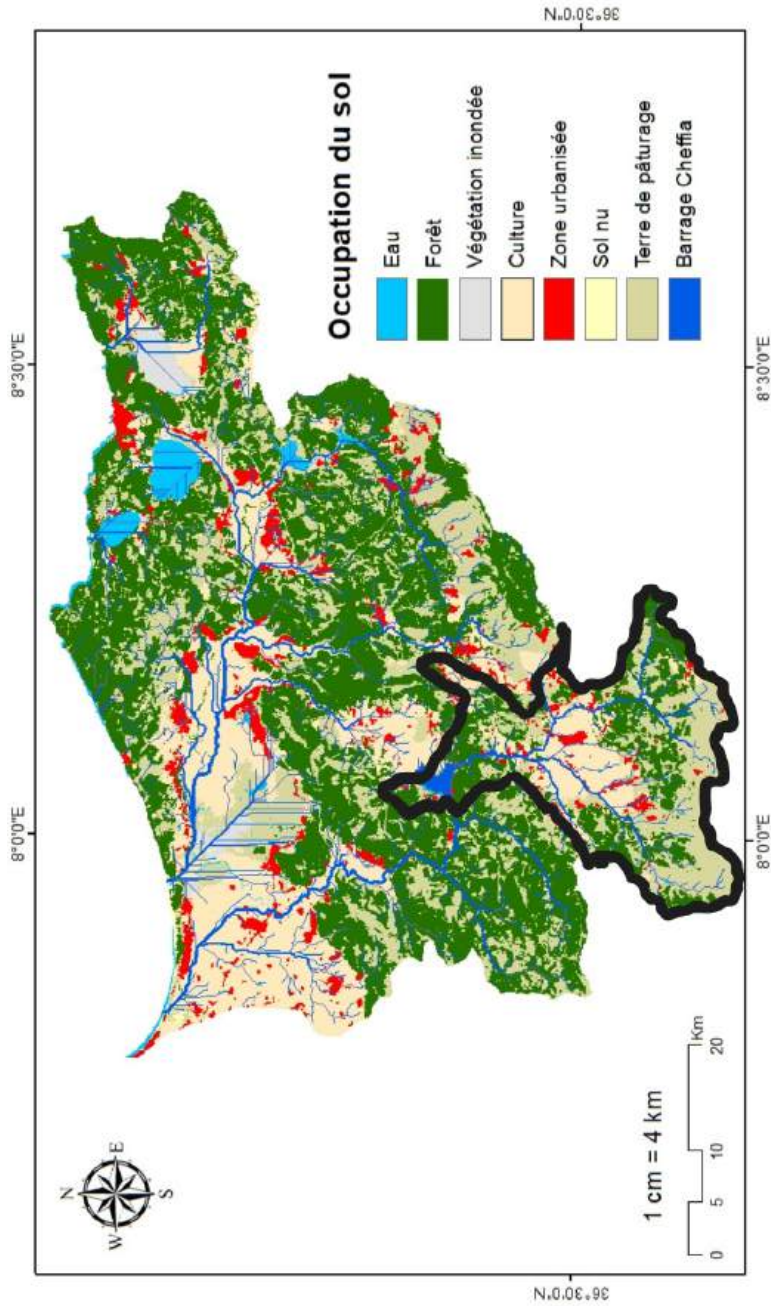 8°0'0"E
8°30'0"E
N
W
E
S
36°30'0"N
36°30'0"N
Occupation du sol
Eau
Forêt
Végétation inondée
Culture
Zone urbanisée
Sol nu
Terre de pâturage
Barrage Cheffia
1 cm = 4 km
0 5 10 20
Km
8°0'0"E
8°30'0"E